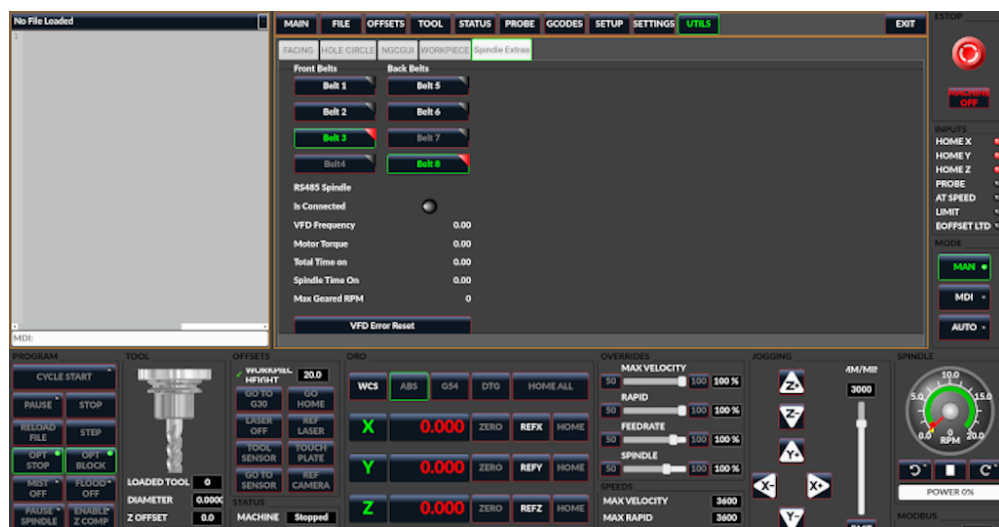 No File Loaded
1
MDI:
MAIN FILE OFFSETS TOOL STATUS PROBE GCODES SETUP SETTINGS UTILS EXIT
FACING HOLE CIRCLE NGCGUI WORKPIECE Spindle Extras
Front Belts Back Belts
Belt 1 Belt 5
Belt 2 Belt 6
Belt 3 Belt 7
Belt4 Belt 8
RS485 Spindle
Is Connected
VFD Frequency 0.00
Motor Torque 0.00
Total Time on 0.00
Spindle Time On 0.00
Max Geared RPM 0
VFD Error Reset
ESTOP
MACHINE
OFF
INPUTS
HOME X
HOME Y
HOME Z
PROBE
AT SPEED
LIMIT
EOFFSET LTD
MODE
MAN
MDI
AUTO
PROGRAM
CYCLE START
PAUSE STOP
RELOAD
FILE
STEP
OPT
STOP
OPT
BLOCK
MIST
OFF
FLOOD
OFF
PAUSE
SPINDLE
ENABLE
Z COMP
TOOL
LOADED TOOL 0
DIAMETER 0.000
Z OFFSET 0.0
OFFSETS
HEIGHT 20.0
GO TO
G30
GO
HOME
LASER
OFF
REF
LASER
TOOL
SENSOR
TOUCH
PLATE
GO TO
SENSOR
REF
CAMERA
STATUS
MACHINE Stopped
DRO
WCS ABS G54 DTG HOME ALL
X 0.000 ZERO REFX HOME
Y 0.000 ZERO REFY HOME
Z 0.000 ZERO REFZ HOME
OVERRIDES
MAX VELOCITY
50 100 100 %
RAPID
50 100 100 %
FEEDRATE
50 100 100 %
SPINDLE
50 100 100 %
SPEEDS
MAX VELOCITY 3600
MAX RAPID 3600
JOGGING
Z+
Z-
Y+
X- X+
Y-
3000
SPINDLE
10.0
5.0 15.0
0.0 RPM 20.0
POWER 0%
MODBUS